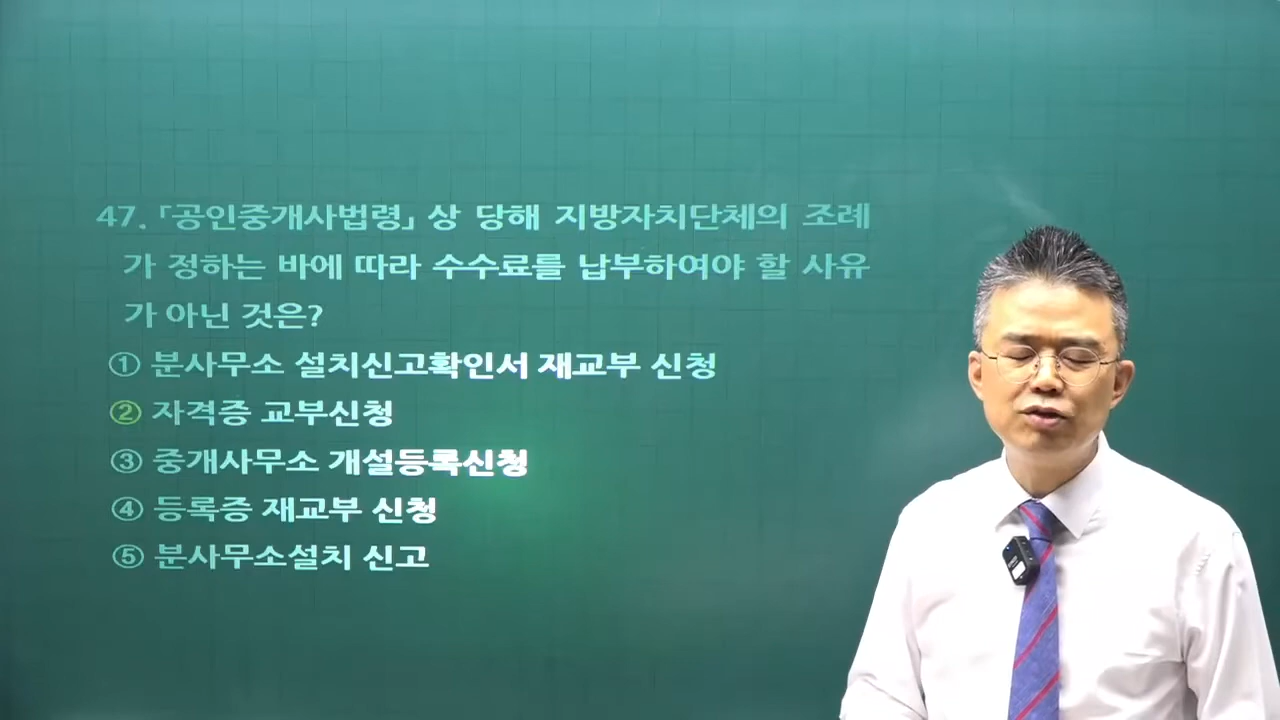 47. 「공인중개사법령」 상 당해 지방자치단체의 조례
가 정하는 바에 따라 수수료를 납부하여야 할 사유
가 아닌 것은?
① 분사무소 설치신고확인서 재교부 신청
② 자격증 교부신청
③ 중개사무소 개설등록신청
④ 등록증 재교부 신청
⑤ 분사무소설치 신고